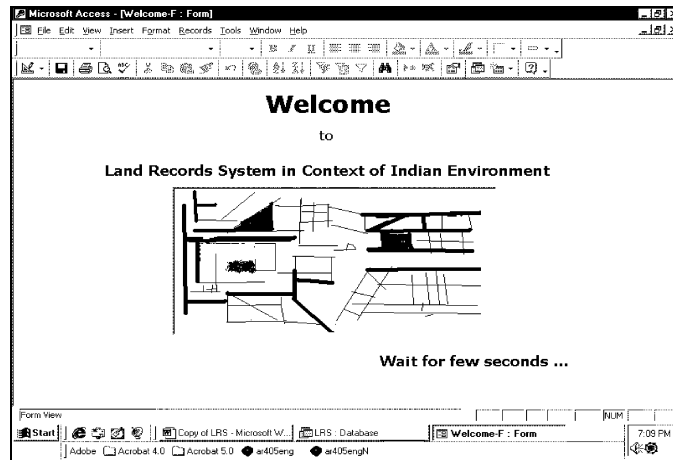 Microsoft Access - [Welcome-F : Form]
File Edit View Insert Format Records Tools Window Help
Welcome
to
Land Records System in Context of Indian Environment
Wait for few seconds ...
Form View NUM
Start Copy of LRS - Microsoft W... LRS : Database Welcome-F : Form 7:09 PM
Adobe Acrobat 4.0 Acrobat 5.0 ar405eng ar405engN